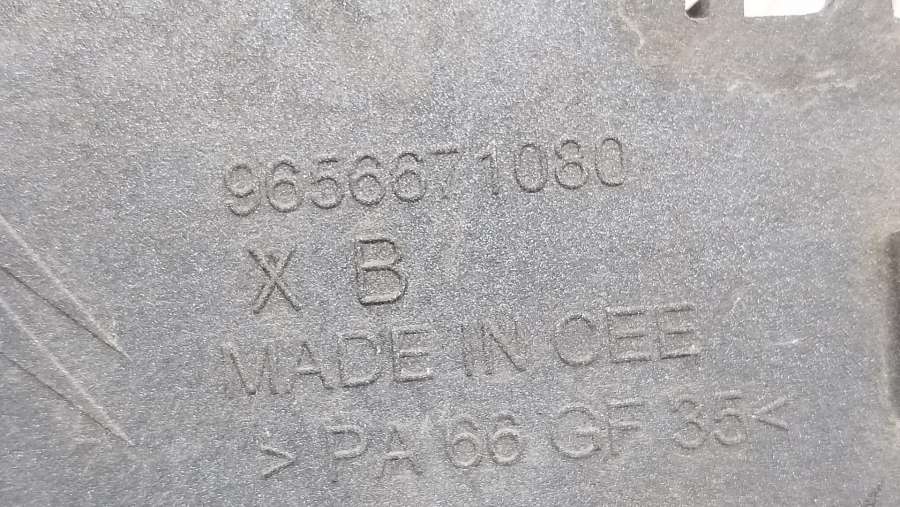 9656671080
X B
MADE IN CEE
> PA 66 GF 35<